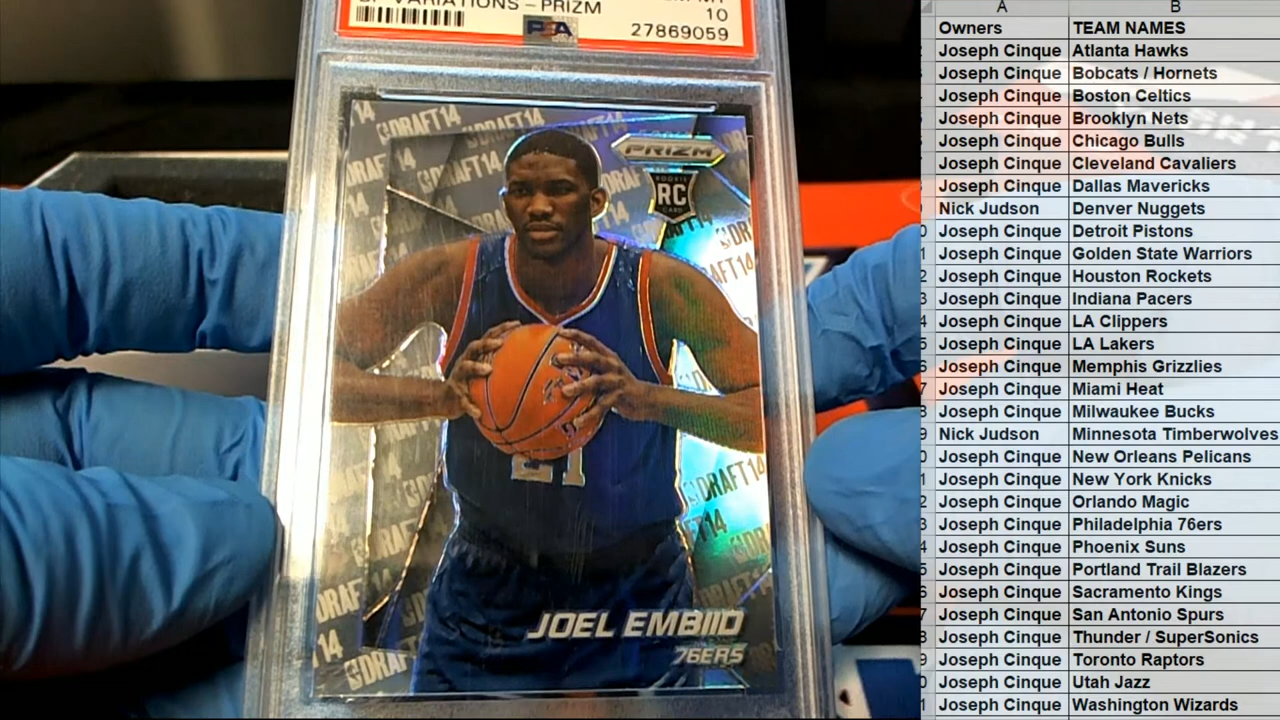 SP VARIATIONS - PRIZM
10
PSA
27869059
PRIZM
ROOKIE
RC
CARD
DRAFT14
21
JOEL EMBIID
76ERS
A B
Owners TEAM NAMES
Joseph Cinque Atlanta Hawks
Joseph Cinque Bobcats / Hornets
Joseph Cinque Boston Celtics
Joseph Cinque Brooklyn Nets
Joseph Cinque Chicago Bulls
Joseph Cinque Cleveland Cavaliers
Joseph Cinque Dallas Mavericks
Nick Judson Denver Nuggets
Joseph Cinque Detroit Pistons
Joseph Cinque Golden State Warriors
Joseph Cinque Houston Rockets
Joseph Cinque Indiana Pacers
Joseph Cinque LA Clippers
Joseph Cinque LA Lakers
Joseph Cinque Memphis Grizzlies
Joseph Cinque Miami Heat
Joseph Cinque Milwaukee Bucks
Nick Judson Minnesota Timberwolves
Joseph Cinque New Orleans Pelicans
Joseph Cinque New York Knicks
Joseph Cinque Orlando Magic
Joseph Cinque Philadelphia 76ers
Joseph Cinque Phoenix Suns
Joseph Cinque Portland Trail Blazers
Joseph Cinque Sacramento Kings
Joseph Cinque San Antonio Spurs
Joseph Cinque Thunder / SuperSonics
Joseph Cinque Toronto Raptors
Joseph Cinque Utah Jazz
Joseph Cinque Washington Wizards